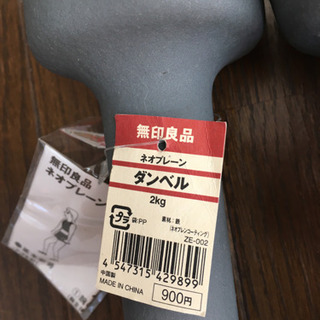 無印良品
ネオプレーン
ダンベル
2kg
プラ
袋:PP
素材:鉄
(ネオプレンコーティング)
ZE-002
4 547315 429899
中国製
MADE IN CHINA
900円
無印良品
ネオプレーン